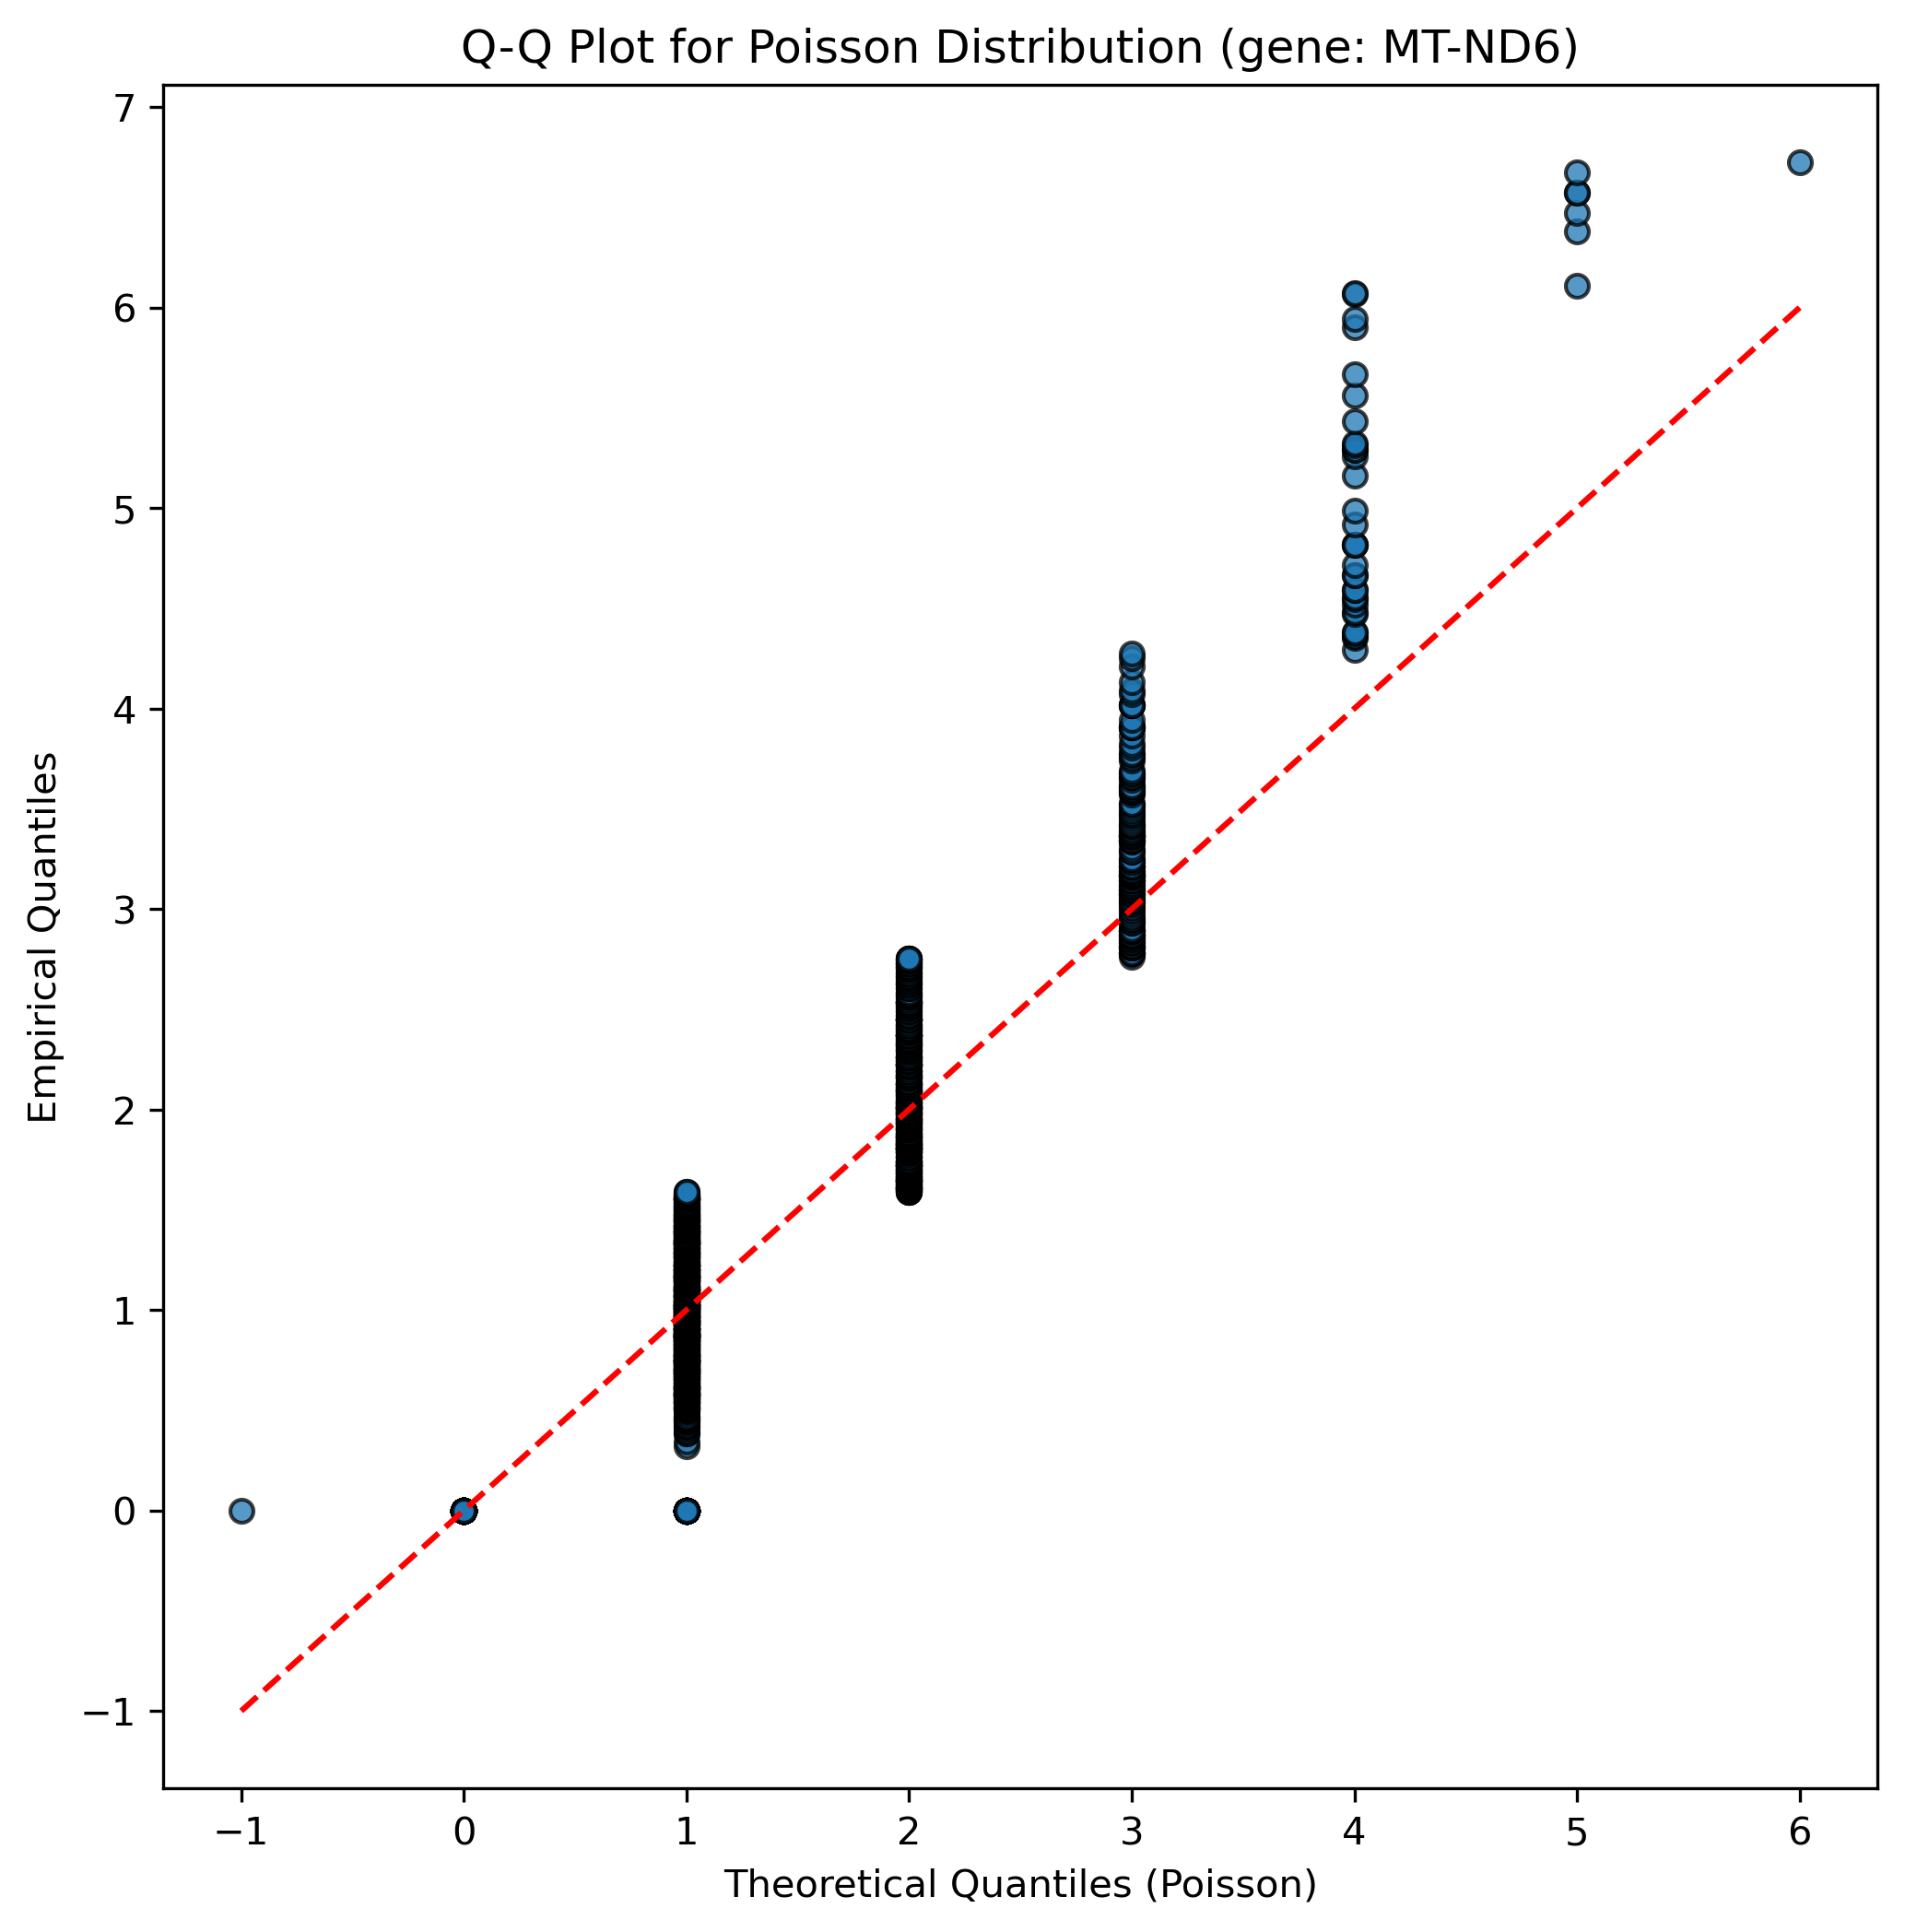 Q-Q Plot for Poisson Distribution (gene: MT-ND6)
7
6
5
4
3
2
1
0
−1
Empirical Quantiles
−1 0 1 2 3 4 5 6
Theoretical Quantiles (Poisson)